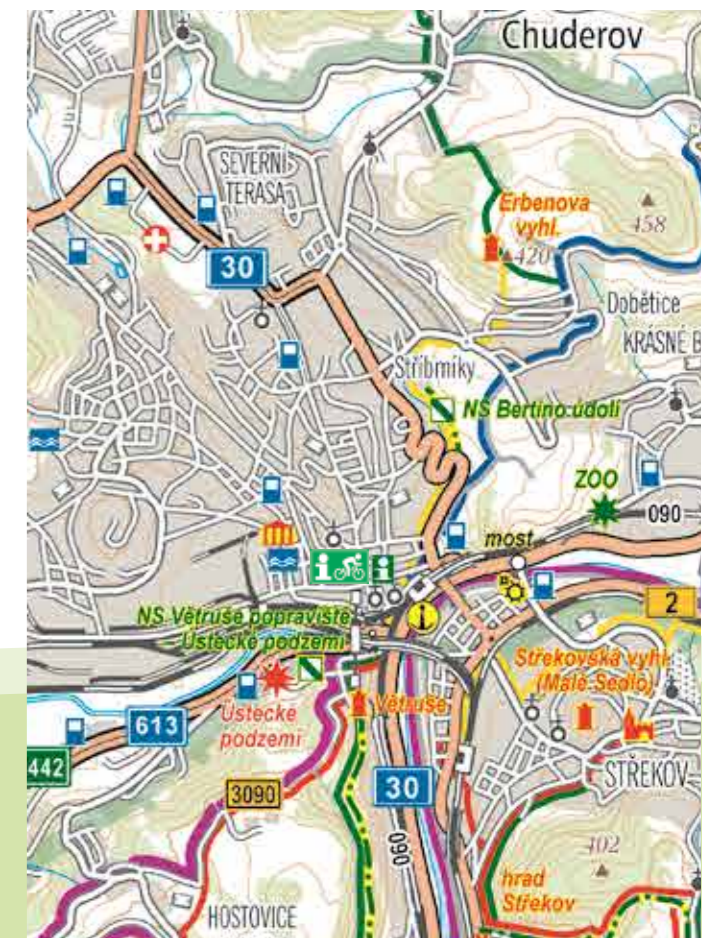 Chuderov
SEVERNÍ
TERASA
Erbenova
vyhl.
420
458
30
Dobětice
KRÁSNÉ B
Stříbrníky
NS Bertino údolí
ZOO
090
most
NS Větruše popraviště
Ústecké podzemí
2
Střekovská vyhl.
(Malé Sedlo)
Větruše
Ústecké
podzemí
613
442
3090
30
STŘEKOV
060
402
hrad
Střekov
HOSTOVICE